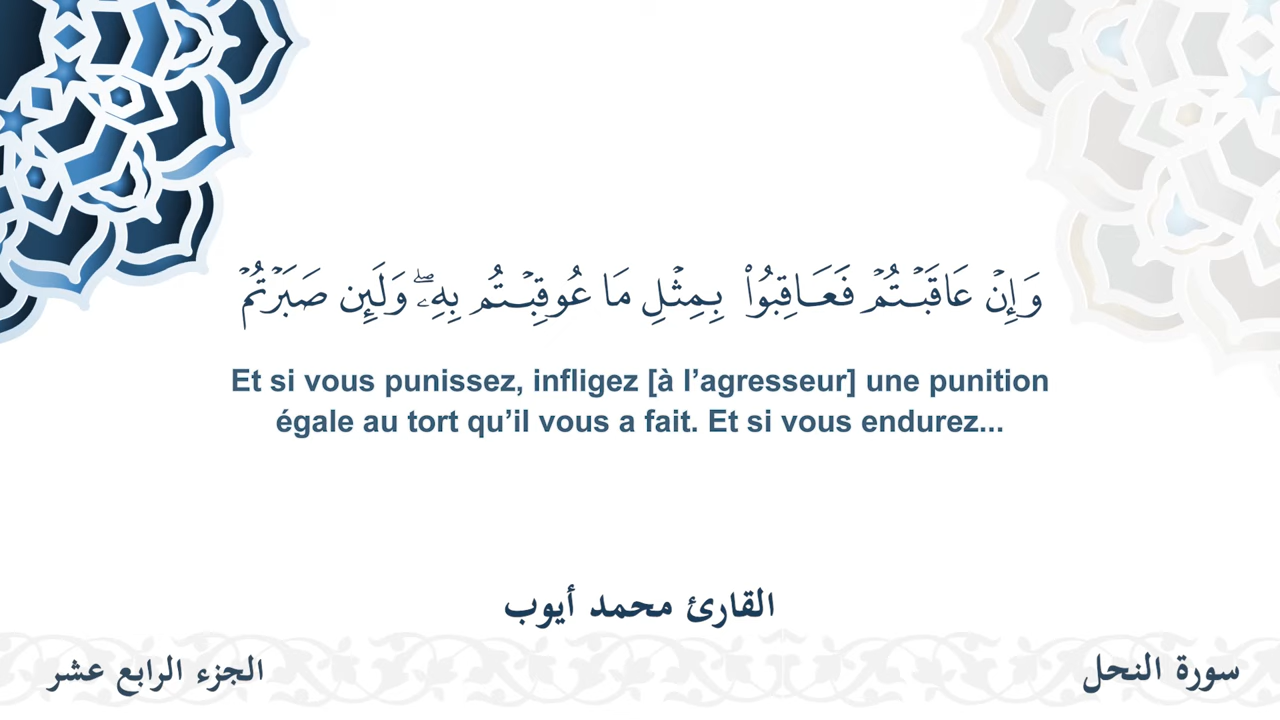 وَإِنْ عَاقَبْتُمْ فَعَاقِبُوا۟ بِمِثْلِ مَا عُوقِبْتُم بِهِۦ ۖ وَلَئِن صَبَرْتُمْ
Et si vous punissez, infligez [à l’agresseur] une punition
égale au tort qu’il vous a fait. Et si vous endurez...
القارئ محمد أيوب
سورة النحل
الجزء الرابع عشر